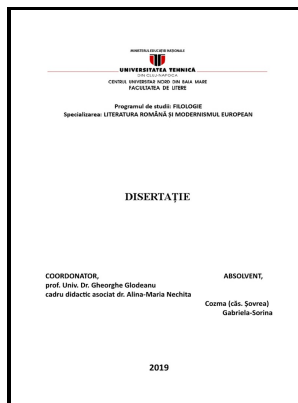 MINISTERUL EDUCAȚIEI NAȚIONALE
UNIVERSITATEA TEHNICĂ
DIN CLUJ-NAPOCA
CENTRUL UNIVERSITAR NORD DIN BAIA MARE
FACULTATEA DE LITERE
Programul de studii: FILOLOGIE
Specializarea: LITERATURA ROMÂNĂ ȘI MODERNISMUL EUROPEAN
DISERTAȚIE
COORDONATOR,
prof. Univ. Dr. Gheorghe Glodeanu
cadru didactic asociat dr. Alina-Maria Nechita
ABSOLVENT,
Cozma (căs. Șovrea)
Gabriela-Sorina
2019